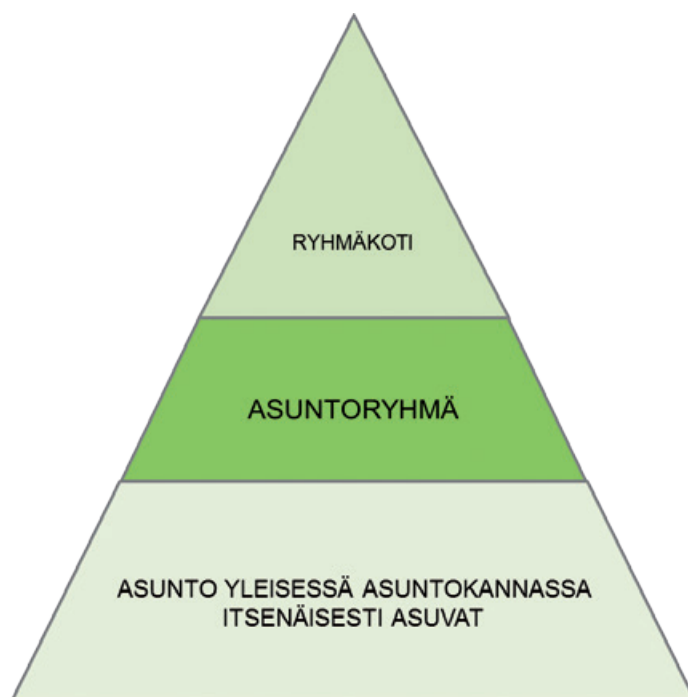 RYHMÄKOTI
ASUNTORYHMÄ
ASUNTO YLEISESSÄ ASUNTOKANNASSA
ITSENÄISESTI ASUVAT